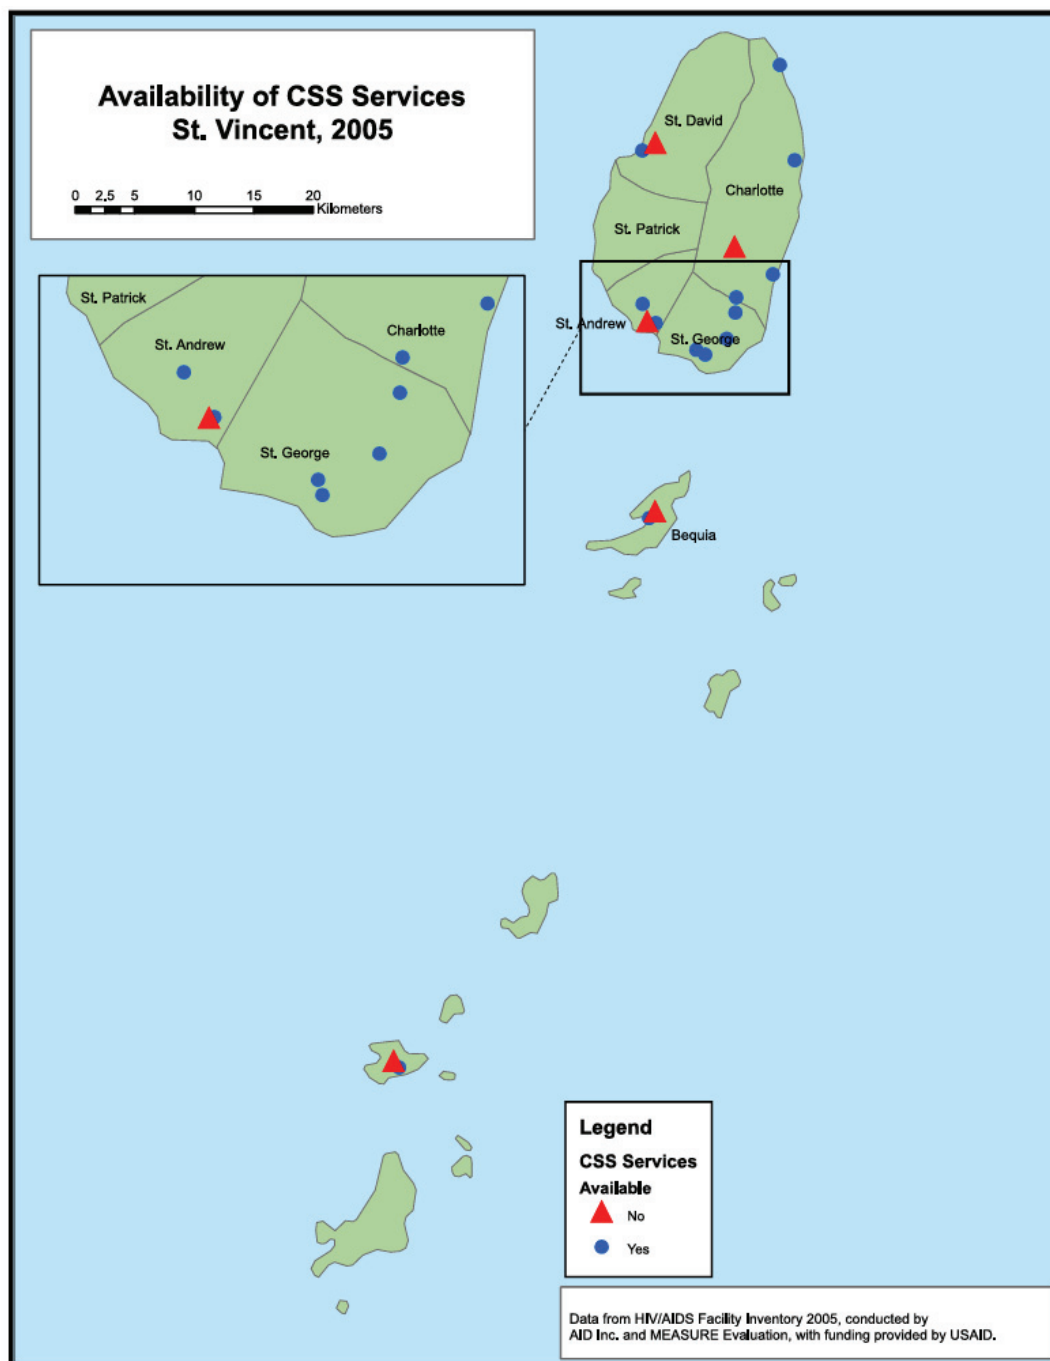 Availability of CSS Services
St. Vincent, 2005
0 2.5 5 10 15 20
Kilometers
St. David
Charlotte
St. Patrick
St. Andrew
St. George
St. Patrick
St. Andrew
Charlotte
St. George
Bequia
Legend
CSS Services
Available
No
Yes
Data from HIV/AIDS Facility Inventory 2005, conducted by
AID Inc. and MEASURE Evaluation, with funding provided by USAID.